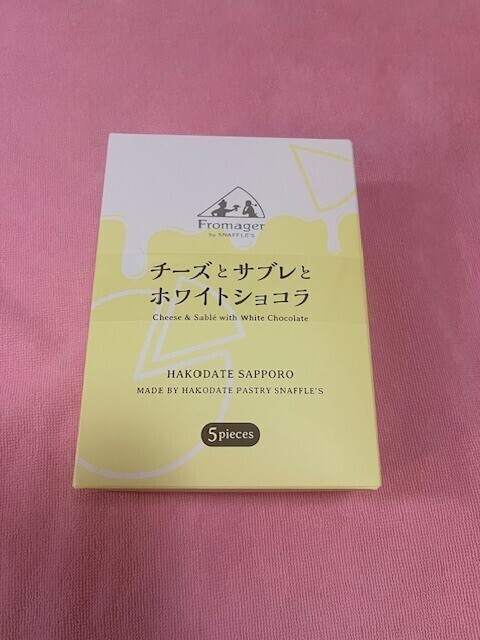 Fromager
by SNAFFLE'S
チーズとサブレと
ホワイトショコラ
Cheese & Sablé with White Chocolate
HAKODATE SAPPORO
MADE BY HAKODATE PASTRY SNAFFLE'S
5pieces